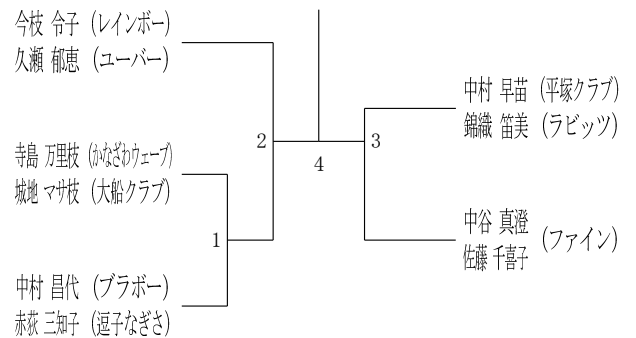 今枝 令子 (レインボー)
久瀬 郁恵 (ユーバー)
寺島 万里枝 (かなざわウェーブ)
城地 マサ枝 (大船クラブ)
中村 昌代 (ブラボー)
赤荻 三知子 (逗子なぎさ)
1
2
4
3
中村 早苗 (平塚クラブ)
錦織 笛美 (ラビッツ)
中谷 真澄
佐藤 千喜子
(ファイン)